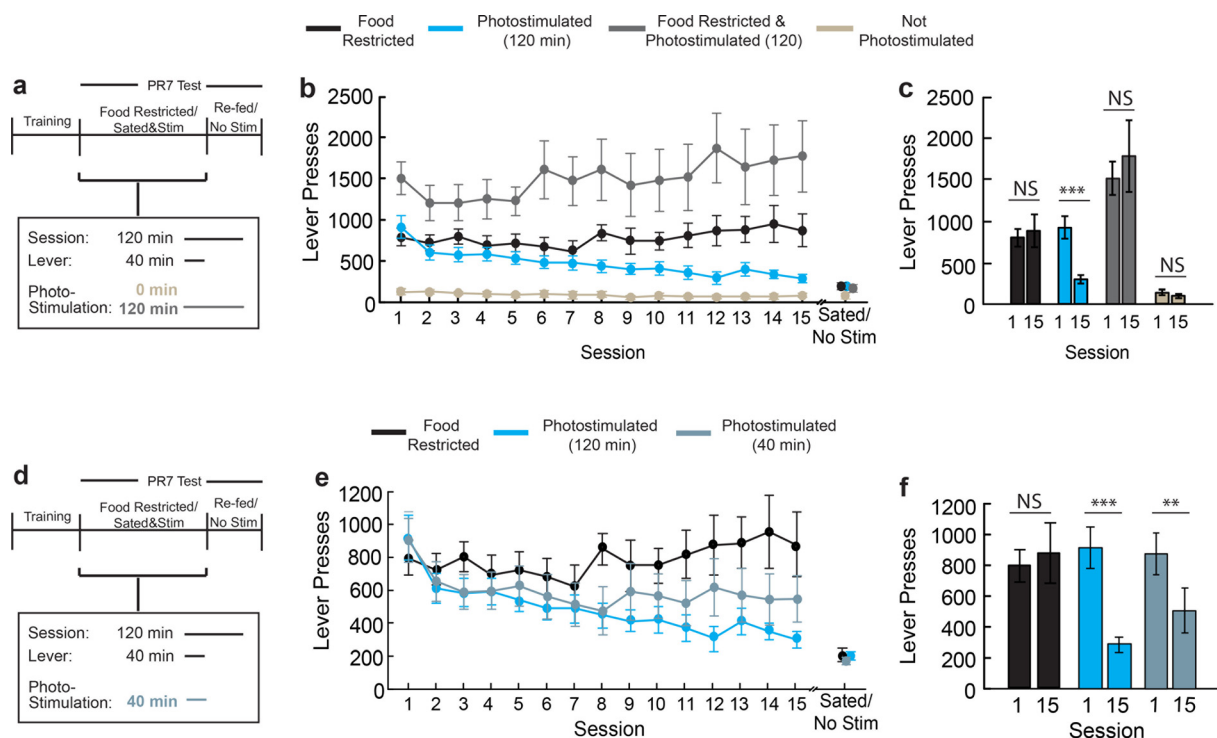 Food Restricted
Photostimulated (120 min)
Food Restricted & Photostimulated (120)
Not Photostimulated
a
PR7 Test
Training
Food Restricted/ Sated&Stim
Re-fed/ No Stim
Session: 120 min
Lever: 40 min
Photo- 0 min
Stimulation: 120 min
b
Lever Presses
2500
2000
1500
1000
500
0
1 2 3 4 5 6 7 8 9 10 11 12 13 14 15
Sated/ No Stim
Session
c
Lever Presses
2500
2000
1500
1000
500
0
NS
***
NS
NS
1 15 1 15 1 15 1 15
Session
Food Restricted
Photostimulated (120 min)
Photostimulated (40 min)
d
PR7 Test
Training
Food Restricted/ Sated&Stim
Re-fed/ No Stim
Session: 120 min
Lever: 40 min
Photo-
Stimulation: 40 min
e
Lever Presses
1200
1000
800
600
400
200
0
1 2 3 4 5 6 7 8 9 10 11 12 13 14 15
Sated/ No Stim
Session
f
Lever Presses
1200
1000
800
600
400
200
0
NS
***
**
1 15 1 15 1 15
Session